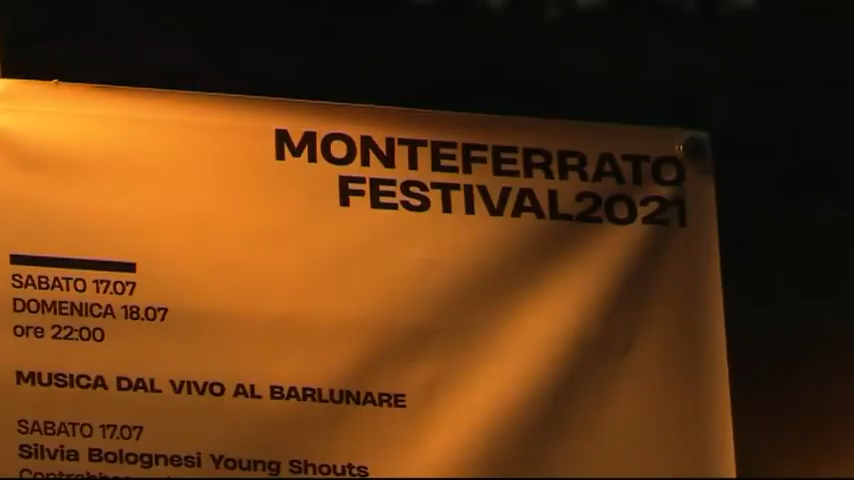 MONTEFERRATO
FESTIVAL2021
SABATO 17.07
DOMENICA 18.07
ore 22:00
MUSICA DAL VIVO AL BARLUNARE
SABATO 17.07
Silvia Bolognesi Young Shouts